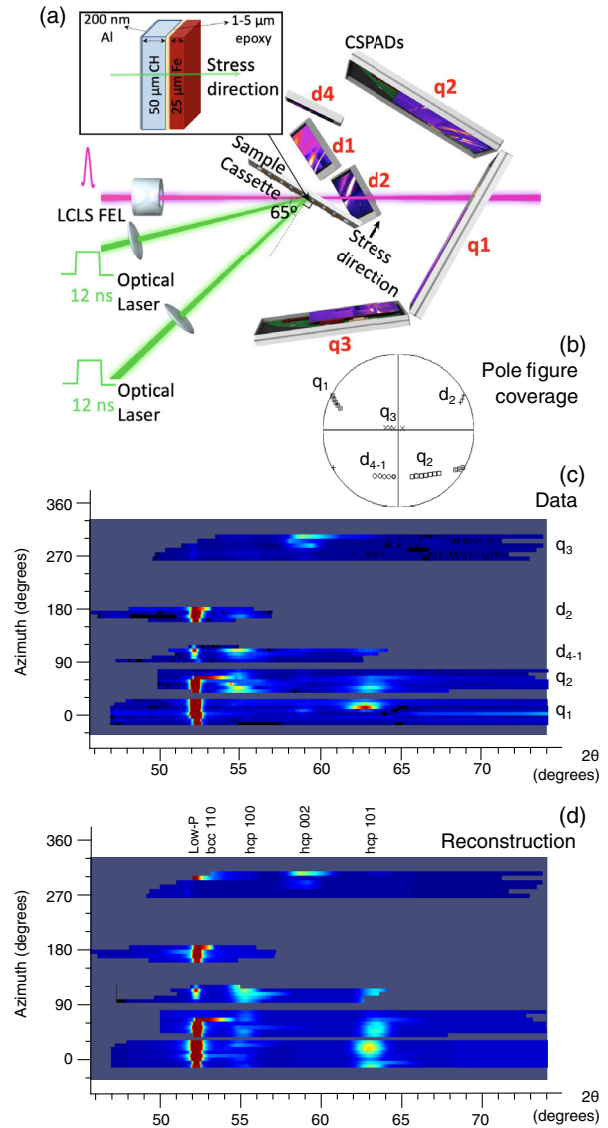 (a)
200 nm
Al
1-5 µm
epoxy
50 µm CH
25 µm Fe
Stress
direction
CSPADs
q2
d4
d1
d2
q1
q3
Sample
Cassette
65º
Stress
direction
LCLS FEL
12 ns
Optical
Laser
12 ns
Optical
Laser
(b)
Pole figure
coverage
q1
d2
q3
d4-1
q2
(c)
Data
360
270
180
90
0
Azimuth (degrees)
q3
d2
d4-1
q2
q1
50 55 60 65 70
2θ
(degrees)
(d)
Reconstruction
Low-P
bcc 110
hcp 100
hcp 002
hcp 101
360
270
180
90
0
Azimuth (degrees)
50 55 60 65 70
2θ
(degrees)